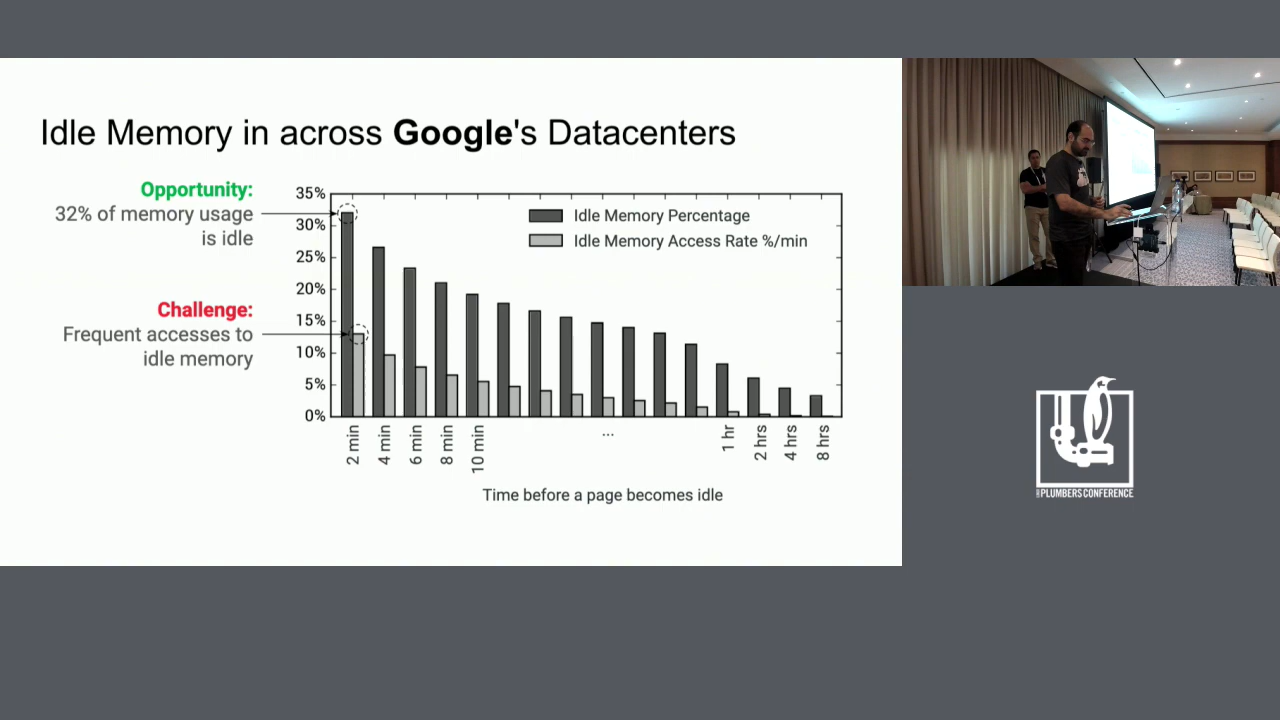 Idle Memory in across Google's Datacenters
Opportunity:
32% of memory usage
is idle
Challenge:
Frequent accesses to
idle memory
35%
30%
25%
20%
15%
10%
5%
0%
Idle Memory Percentage
Idle Memory Access Rate %/min
2 min
4 min
6 min
8 min
10 min
...
1 hr
2 hrs
4 hrs
8 hrs
Time before a page becomes idle
PLUMBERS CONFERENCE